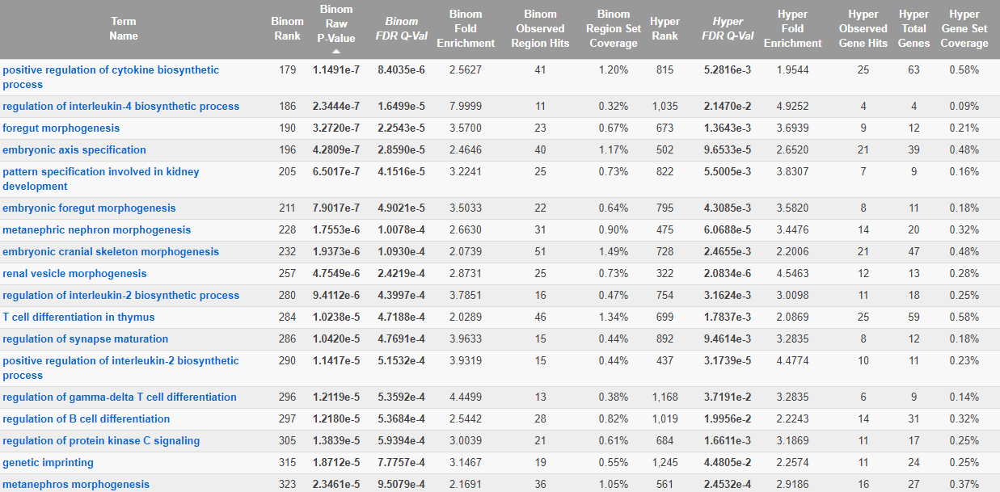 Term Name Binom Rank Binom Raw P-Value Binom FDR Q-Val Binom Fold Enrichment Binom Observed Region Hits Binom Region Set Coverage Hyper Rank Hyper FDR Q-Val Hyper Fold Enrichment Hyper Observed Gene Hits Hyper Total Genes Hyper Gene Set Coverage
positive regulation of cytokine biosynthetic process 179 1.1491e-7 8.4035e-6 2.5627 41 1.20% 815 5.2816e-3 1.9544 25 63 0.58%
regulation of interleukin-4 biosynthetic process 186 2.3444e-7 1.6499e-5 7.9999 11 0.32% 1,035 2.1470e-2 4.9252 4 4 0.09%
foregut morphogenesis 190 3.2720e-7 2.2543e-5 3.5700 23 0.67% 673 1.3643e-3 3.6939 9 12 0.21%
embryonic axis specification 196 4.2809e-7 2.8590e-5 2.4646 40 1.17% 502 9.6533e-5 2.6520 21 39 0.48%
pattern specification involved in kidney development 205 6.5017e-7 4.1516e-5 3.2241 25 0.73% 822 5.5005e-3 3.8307 7 9 0.16%
embryonic foregut morphogenesis 211 7.9017e-7 4.9021e-5 3.5033 22 0.64% 795 4.3085e-3 3.5820 8 11 0.18%
metanephric nephron morphogenesis 228 1.7553e-6 1.0078e-4 2.6630 31 0.90% 475 6.0688e-5 3.4476 14 20 0.32%
embryonic cranial skeleton morphogenesis 232 1.9373e-6 1.0930e-4 2.0739 51 1.49% 728 2.4655e-3 2.2006 21 47 0.48%
renal vesicle morphogenesis 257 4.7549e-6 2.4219e-4 2.8731 25 0.73% 322 2.0834e-6 4.5463 12 13 0.28%
regulation of interleukin-2 biosynthetic process 280 9.4112e-6 4.3997e-4 3.7851 16 0.47% 754 3.1624e-3 3.0098 11 18 0.25%
T cell differentiation in thymus 284 1.0238e-5 4.7188e-4 2.0289 46 1.34% 699 1.7837e-3 2.0869 25 59 0.58%
regulation of synapse maturation 286 1.0420e-5 4.7691e-4 3.9633 15 0.44% 892 9.4614e-3 3.2835 8 12 0.18%
positive regulation of interleukin-2 biosynthetic process 290 1.1417e-5 5.1532e-4 3.9319 15 0.44% 437 3.1739e-5 4.4774 10 11 0.23%
regulation of gamma-delta T cell differentiation 296 1.2119e-5 5.3592e-4 4.4499 13 0.38% 1,168 3.7191e-2 3.2835 6 9 0.14%
regulation of B cell differentiation 297 1.2180e-5 5.3684e-4 2.5442 28 0.82% 1,019 1.9956e-2 2.2243 14 31 0.32%
regulation of protein kinase C signaling 305 1.3839e-5 5.9394e-4 3.0039 21 0.61% 684 1.6611e-3 3.1869 11 17 0.25%
genetic imprinting 315 1.8712e-5 7.7757e-4 3.1467 19 0.55% 1,245 4.4805e-2 2.2574 11 24 0.25%
metanephros morphogenesis 323 2.3461e-5 9.5079e-4 2.1691 36 1.05% 561 2.4532e-4 2.9186 16 27 0.37%